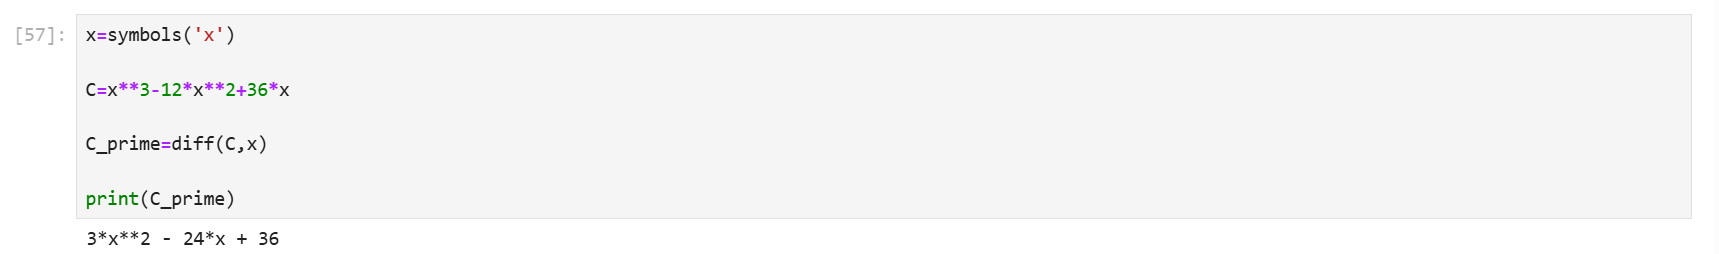 [57]:
x=symbols('x')
C=x**3-12*x**2+36*x
C_prime=diff(C,x)
print(C_prime)
3*x**2 - 24*x + 36